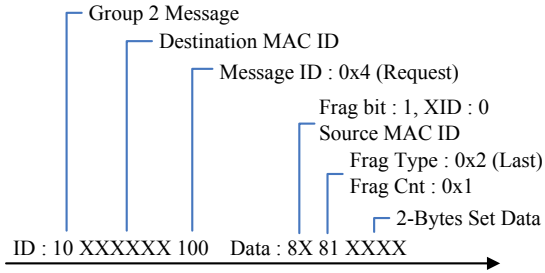 Group 2 Message
Destination MAC ID
Message ID : 0x4 (Request)
Frag bit : 1, XID : 0
Source MAC ID
Frag Type : 0x2 (Last)
Frag Cnt : 0x1
2-Bytes Set Data
ID : 10 XXXXXX 100 Data : 8X 81 XXXX